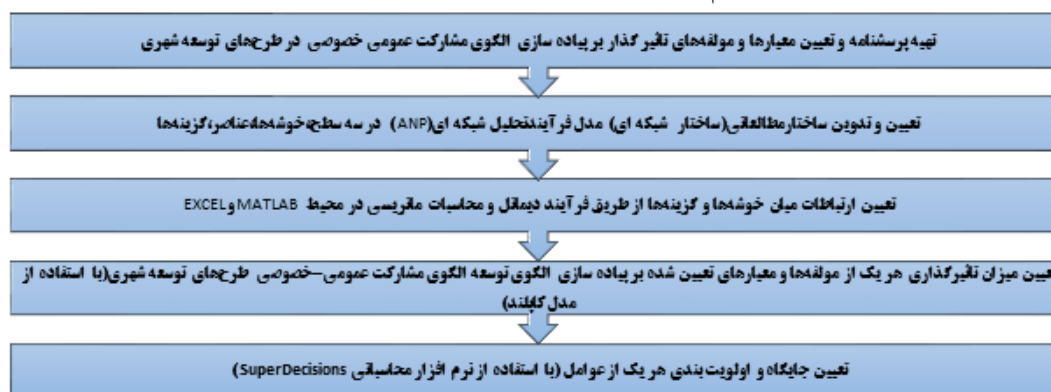 تهیه پرسشنامه و تعیین معیارها و مولفه‌های تاثیر گذار بر پیاده سازی الگوی مشارکت عمومی خصوصی در طرح‌های توسعه شهری
تعیین و تدوین ساختار مطالعاتی(ساختار شبکه ای) مدل فرآیندتحلیل شبکه ای(ANP) در سه سطح:خوشه‌ها،عناصر،گزینه‌ها
تعیین ارتباطات میان خوشه‌ها و گزینه‌ها از طریق فرآیند دیماتل و محاسبات ماتریسی در محیط MATLAB و EXCEL
عیین میزان تاثیرگذاری هر یک از مولفه‌ها و معیارهای تعیین شده بر پیاده سازی الگوی توسعه الگوی مشارکت عمومی–خصوصی طرح‌های توسعه شهری(با استفاده از
مدل کاپلند)
تعیین جایگاه و اولویت‌بندی هر یک از عوامل (با استفاده از نرم افزار محاسباتی SuperDecisions)